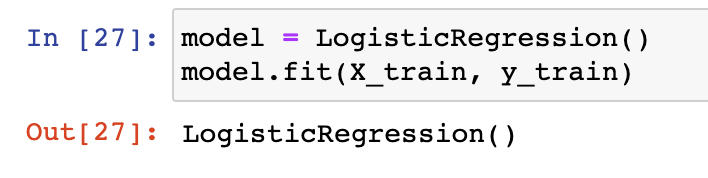 In [27]: model = LogisticRegression()
model.fit(X_train, y_train)
Out[27]: LogisticRegression()